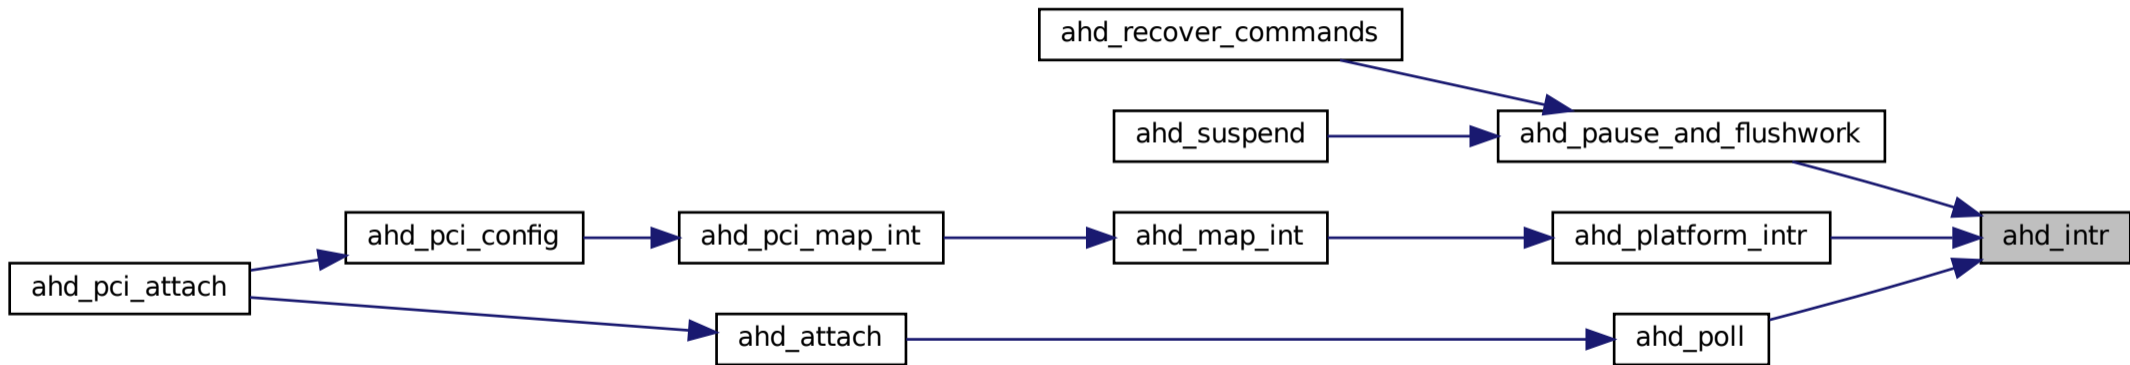 ahd_recover_commands
ahd_suspend
ahd_pause_and_flushwork
ahd_pci_config
ahd_pci_map_int
ahd_map_int
ahd_platform_intr
ahd_intr
ahd_pci_attach
ahd_attach
ahd_poll